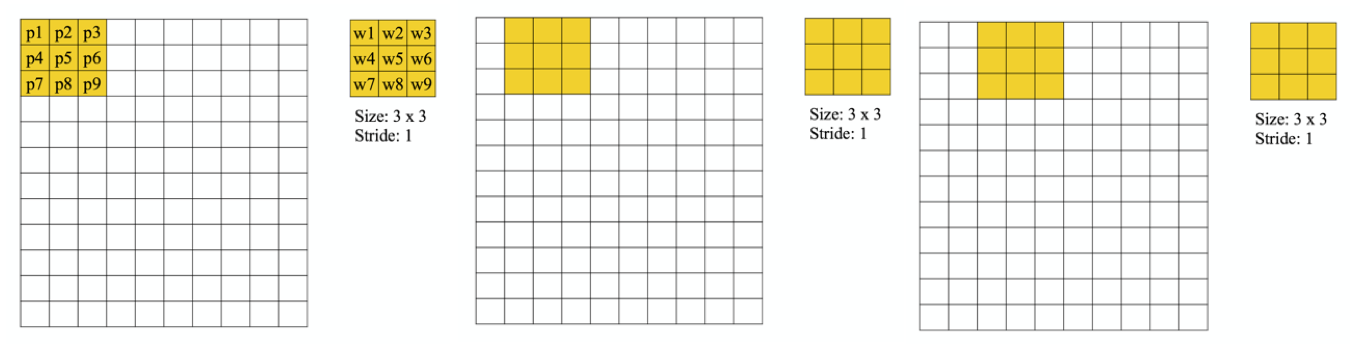 p1 p2 p3
p4 p5 p6
p7 p8 p9
w1 w2 w3
w4 w5 w6
w7 w8 w9
Size: 3 x 3
Stride: 1
Size: 3 x 3
Stride: 1
Size: 3 x 3
Stride: 1